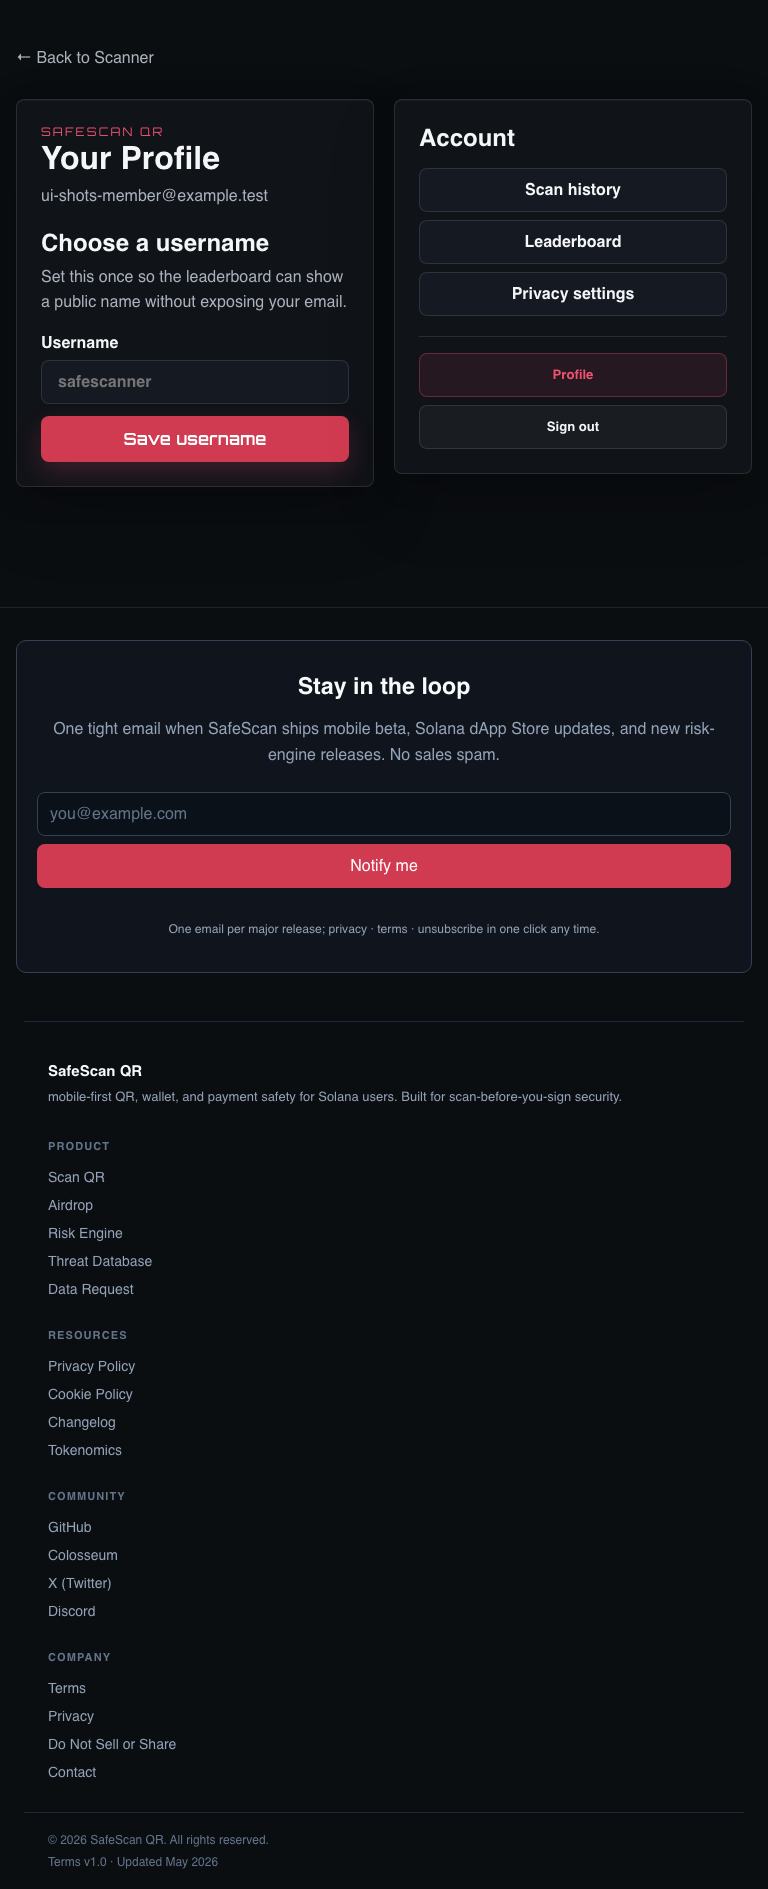 ← Back to Scanner
SAFESCAN QR
Your Profile
ui-shots-member@example.test
Choose a username
Set this once so the leaderboard can show
a public name without exposing your email.
Username
safescanner
Save username
Account
Scan history
Leaderboard
Privacy settings
Profile
Sign out
Stay in the loop
One tight email when SafeScan ships mobile beta, Solana dApp Store updates, and new risk-
engine releases. No sales spam.
you@example.com
Notify me
One email per major release; privacy · terms · unsubscribe in one click any time.
SafeScan QR
mobile-first QR, wallet, and payment safety for Solana users. Built for scan-before-you-sign security.
PRODUCT
Scan QR
Airdrop
Risk Engine
Threat Database
Data Request
RESOURCES
Privacy Policy
Cookie Policy
Changelog
Tokenomics
COMMUNITY
GitHub
Colosseum
X (Twitter)
Discord
COMPANY
Terms
Privacy
Do Not Sell or Share
Contact
© 2026 SafeScan QR. All rights reserved.
Terms v1.0 · Updated May 2026